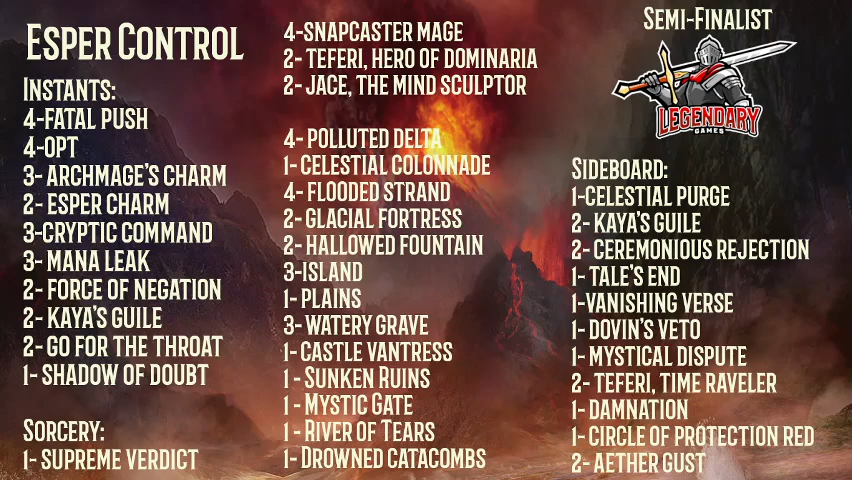 Esper Control
Instants:
4-Fatal Push
4-Opt
3- Archmage's Charm
2- Esper Charm
3-Cryptic Command
3- Mana Leak
2- Force of Negation
2- Kaya's Guile
2- Go for the Throat
1- Shadow of Doubt
Sorcery:
1- Supreme Verdict
4-Snapcaster Mage
2- Teferi, Hero of Dominaria
2- Jace, the Mind Sculptor
4- Polluted Delta
1- Celestial Colonnade
4- Flooded Strand
2- Glacial Fortress
2- Hallowed Fountain
3-Island
1- Plains
3- Watery Grave
1- Castle Vantress
1 - Sunken Ruins
1 - Mystic Gate
1 - River of Tears
1- Drowned Catacombs
Semi-Finalist
LEGENDARY
GAMES
Sideboard:
1-Celestial Purge
2- Kaya's Guile
2- Ceremonious Rejection
1- Tale's End
1-Vanishing Verse
1- Dovin's Veto
1- Mystical Dispute
2- Teferi, Time Raveler
1- Damnation
1- Circle of Protection Red
2- Aether Gust